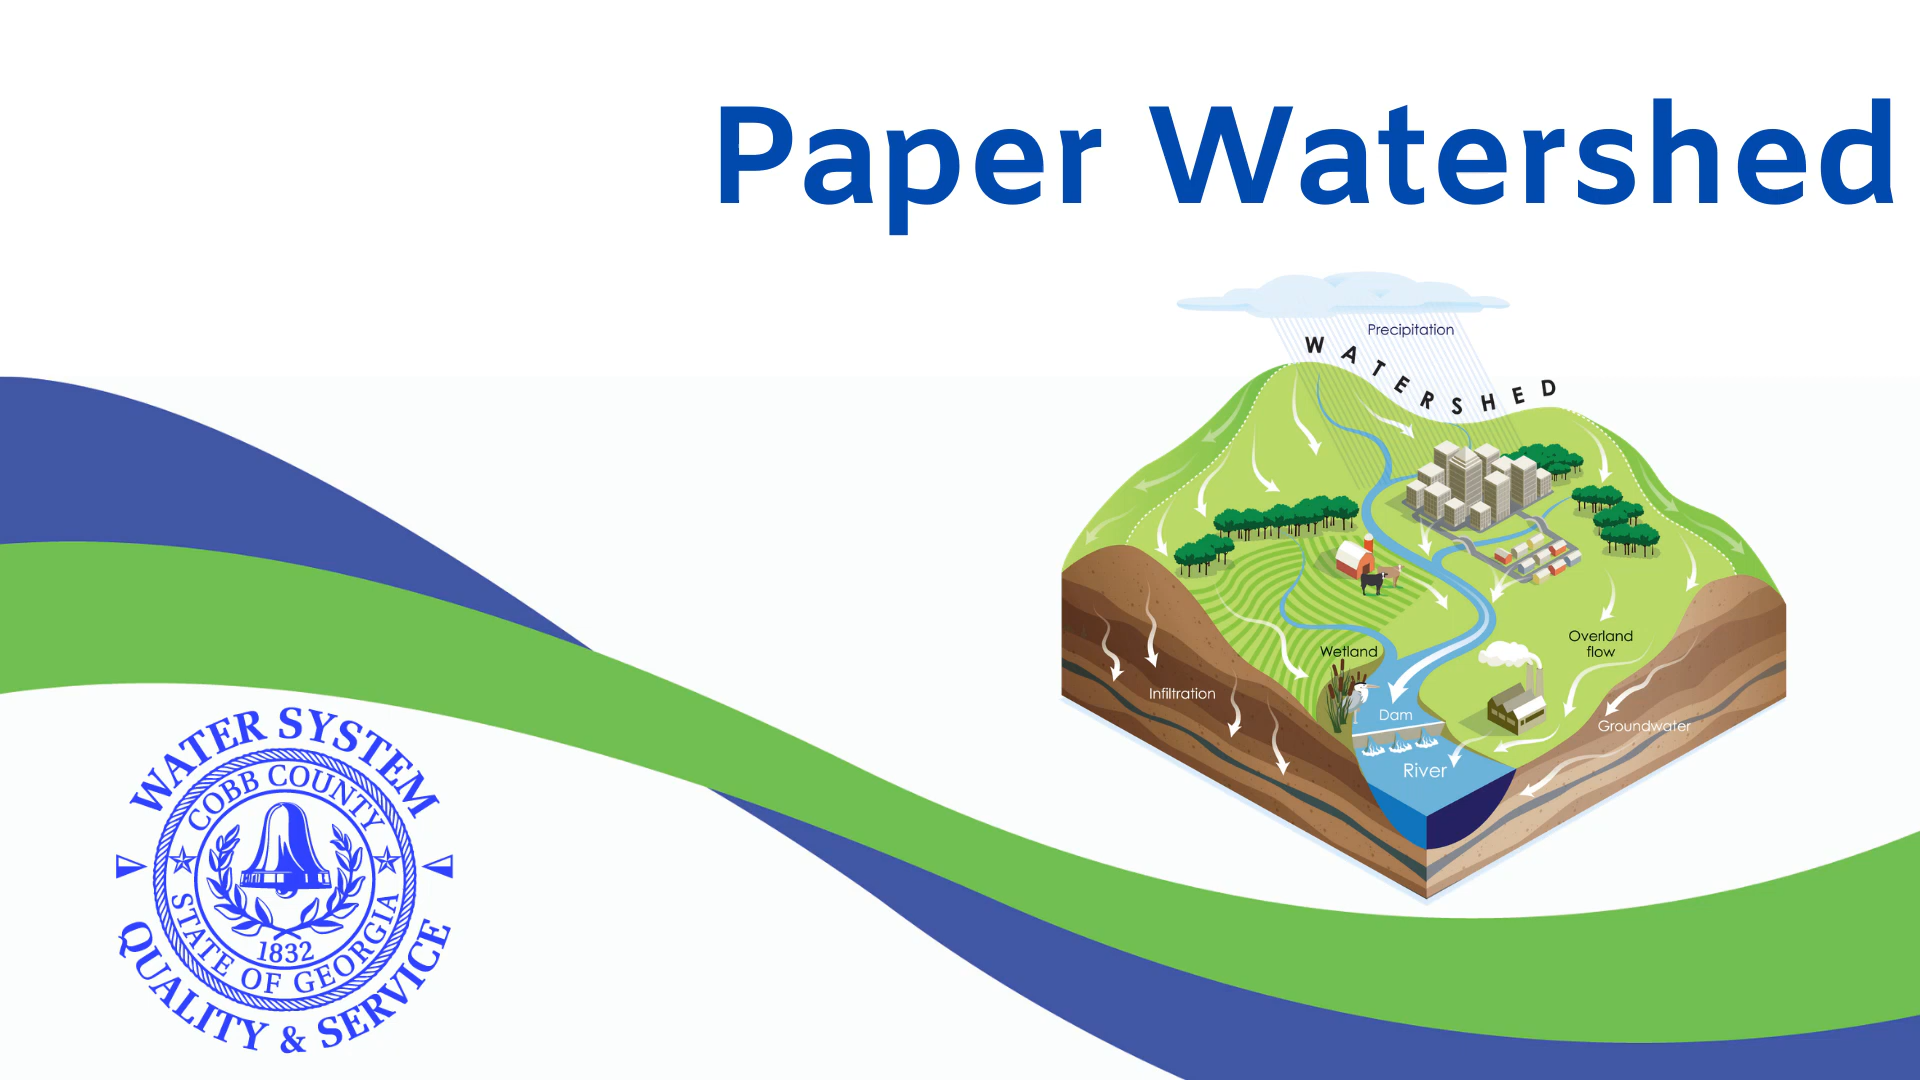 Paper Watershed
Precipitation
WATERSHED
Overland
flow
Wetland
Infiltration
Dam
Groundwater
River
WATER SYSTEM
COBB COUNTY
1832
STATE OF GEORGIA
QUALITY & SERVICE